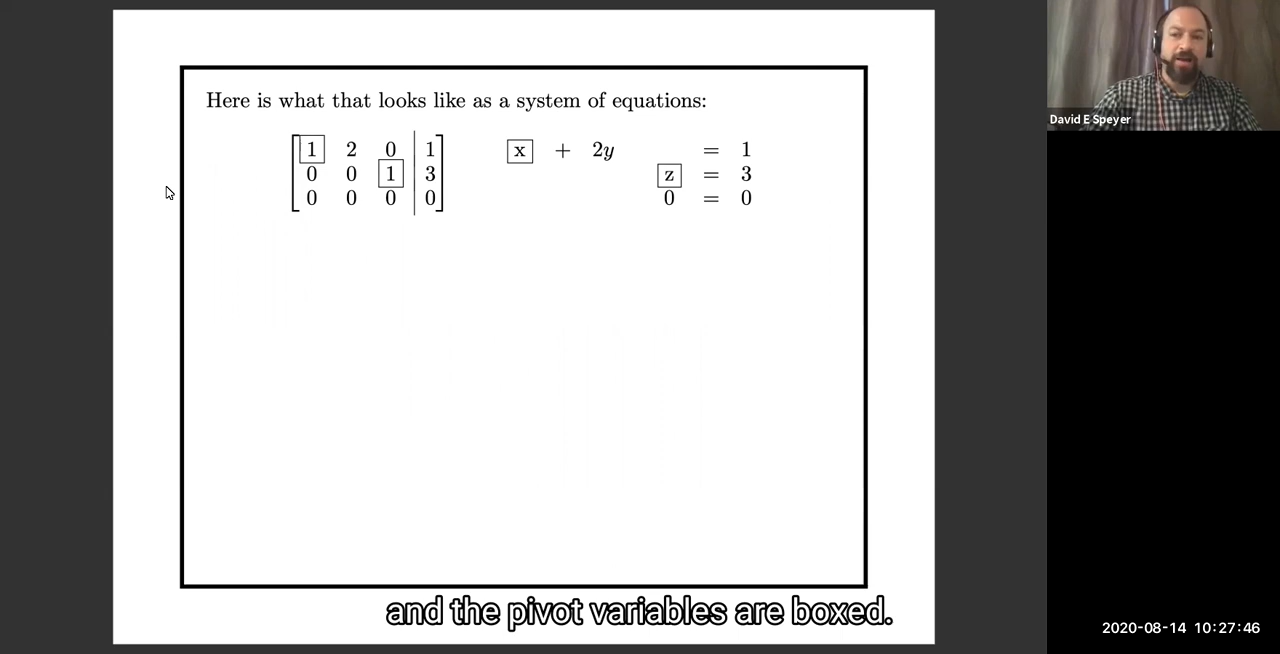 Here is what that looks like as a system of equations:
1 2 0 | 1    x + 2y = 1
0 0 1 | 3    z = 3
0 0 0 | 0    0 = 0
and the pivot variables are boxed.
David E Speyer
2020-08-14 10:27:46